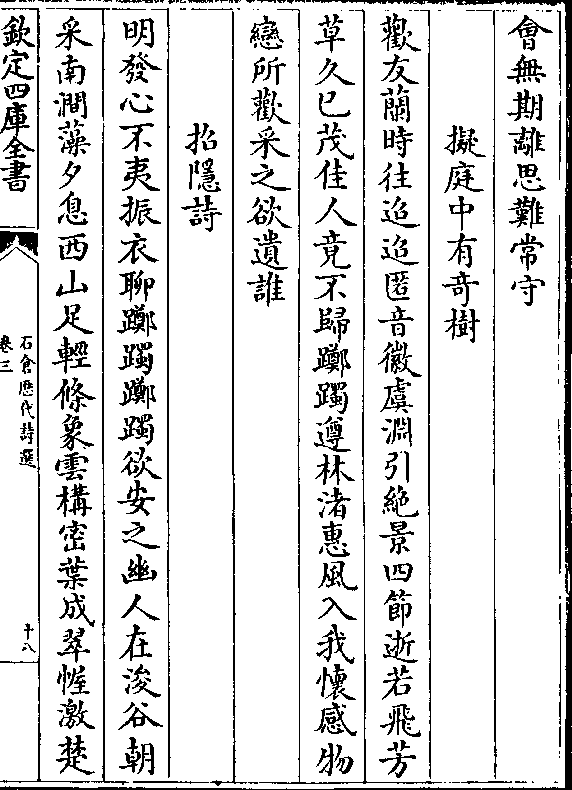 會無期離思難常守
擬庭中有奇樹
歡友蘭時往迢迢匿音徽虞淵引絕景四節逝若飛芳
草久已茂佳人竟不歸躑躅遵林渚惠風入我懷感物
戀所歡采之欲遺誰
招隱詩
明發心不夷振衣聊躑躅躑躅欲安之幽人在浚谷朝
采南澗藻夕息西山足輕條象雲構密葉成翠幄激楚
欽定四庫全書
石倉歷代詩選
卷三
十八